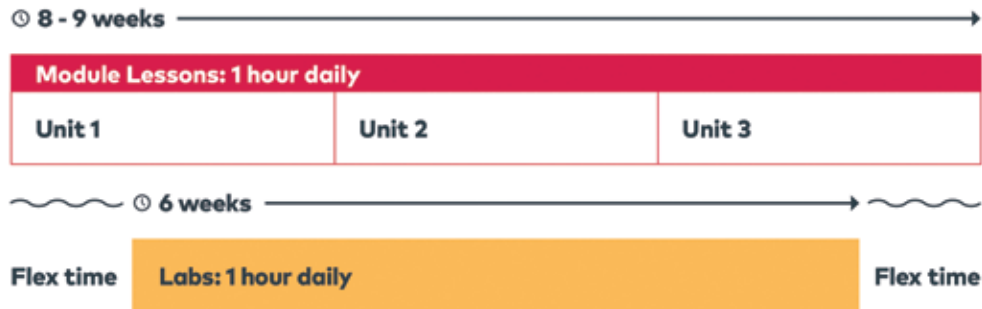 8 - 9 weeks
Module Lessons: 1 hour daily
Unit 1 Unit 2 Unit 3
6 weeks
Flex time Labs: 1 hour daily Flex time